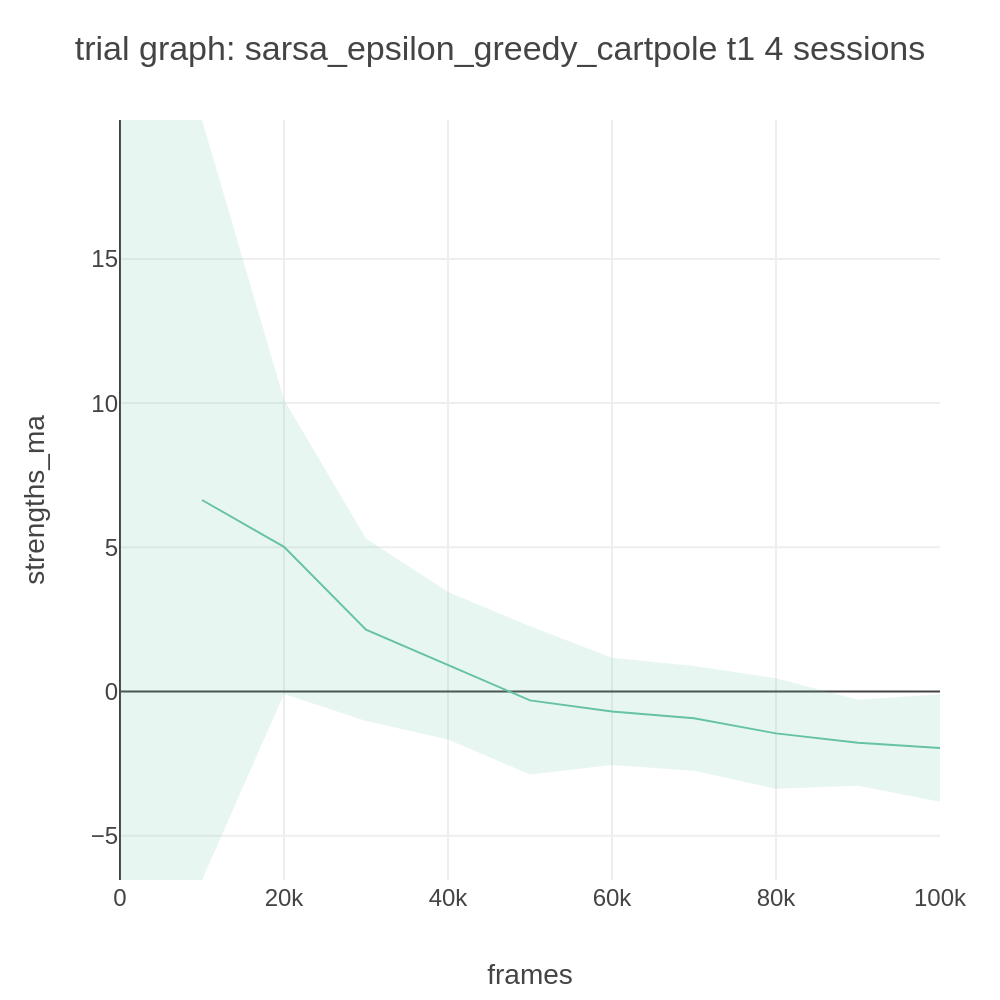 trial graph: sarsa_epsilon_greedy_cartpole t1 4 sessions
15
10
5
0
−5
strengths_ma
0 20k 40k 60k 80k 100k
frames